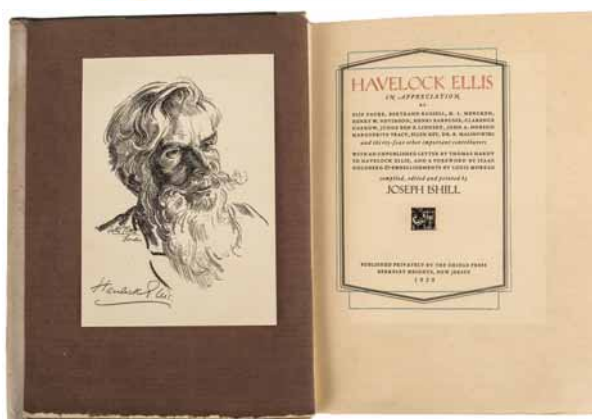 Havelock Ellis
HAVELOCK ELLIS
IN APPRECIATION
BY
ELIE FAURE, BERTRAND RUSSELL, H. L. MENCKEN,
HENRY W. NEVINSON, HENRI BARBUSSE, CLARENCE
DARROW, JUDGE BEN B. LINDSEY, JOHN A. HOBSON
MARGUERITE TRACY, ELLEN KEY, DR. B. MALINOWSKI
and thirty-four other important contributors
WITH AN UNPUBLISHED LETTER BY THOMAS HARDY
TO HAVELOCK ELLIS, AND A FOREWORD BY ISAAC
GOLDBERG & EMBELLISHMENTS BY LOUIS MOREAU
compiled, edited and printed by
JOSEPH ISHILL
PUBLISHED PRIVATELY BY THE ORIOLE PRESS
BERKELEY HEIGHTS, NEW JERSEY
1929